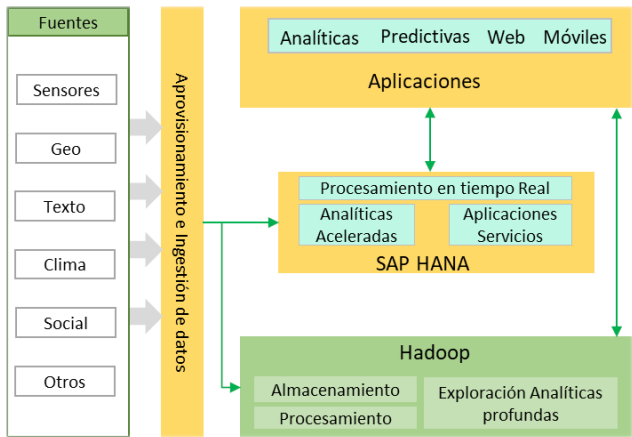 Fuentes
Sensores
Geo
Texto
Clima
Social
Otros
Aprovisionamiento e Ingestión de datos
Analíticas Predictivas Web Móviles
Aplicaciones
Procesamiento en tiempo Real
Analíticas
Aceleradas
Aplicaciones
Servicios
SAP HANA
Hadoop
Almacenamiento
Procesamiento
Exploración Analíticas
profundas